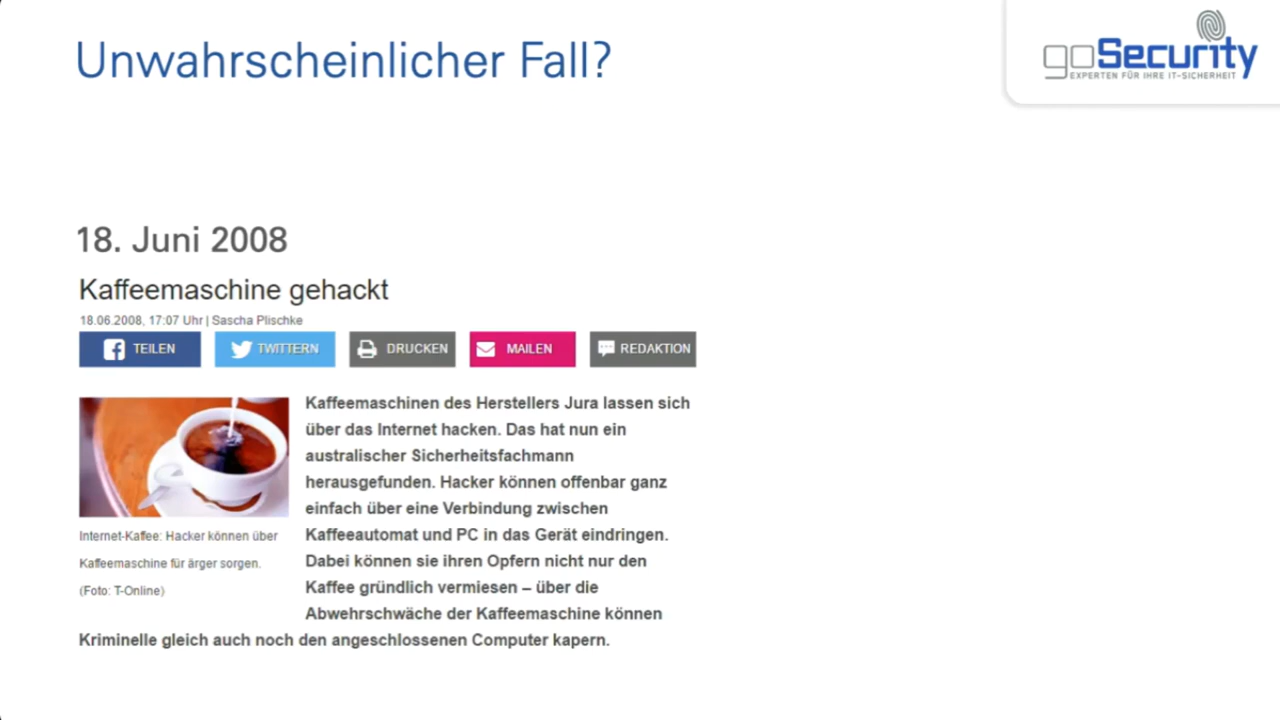 Unwahrscheinlicher Fall?
goSecurity
EXPERTEN FÜR IHRE IT-SICHERHEIT
18. Juni 2008
Kaffeemaschine gehackt
18.06.2008, 17:07 Uhr | Sascha Plischke
TEILEN
TWITTERN
DRUCKEN
MAILEN
REDAKTION
Kaffeemaschinen des Herstellers Jura lassen sich
über das Internet hacken. Das hat nun ein
australischer Sicherheitsfachmann
herausgefunden. Hacker können offenbar ganz
einfach über eine Verbindung zwischen
Kaffeeautomat und PC in das Gerät eindringen.
Dabei können sie ihren Opfern nicht nur den
Kaffee gründlich vermiesen – über die
Abwehrschwäche der Kaffeemaschine können
Kriminelle gleich auch noch den angeschlossenen Computer kapern.
Internet-Kaffee: Hacker können über
Kaffeemaschine für ärger sorgen.
(Foto: T-Online)